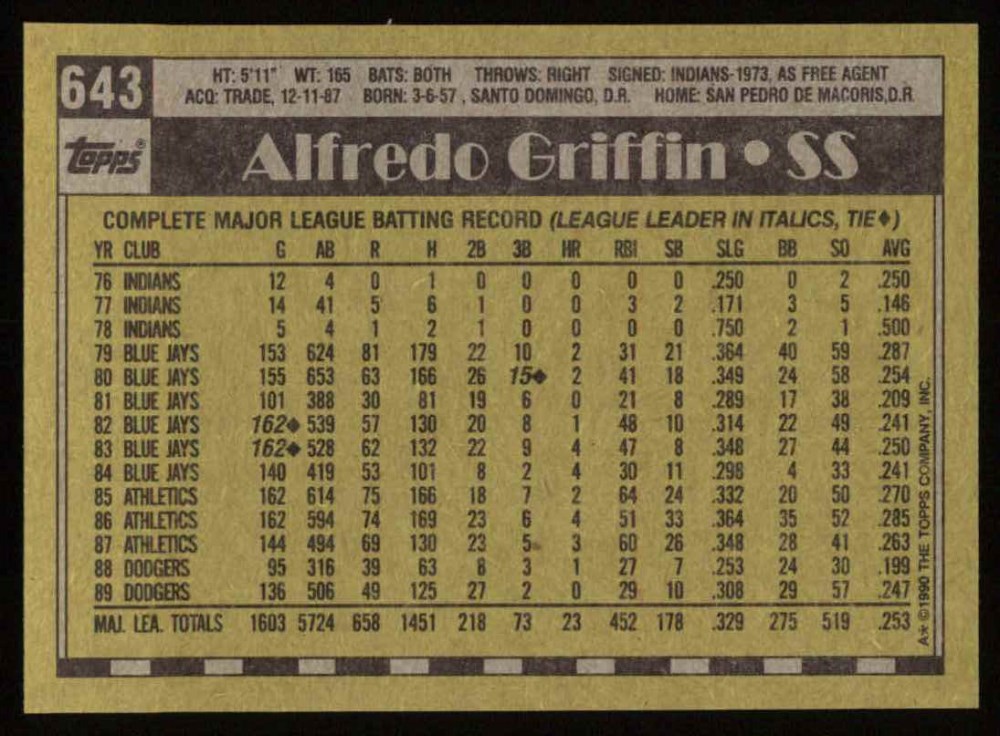 643
HT: 5'11" WT: 165 BATS: BOTH THROWS: RIGHT SIGNED: INDIANS-1973, AS FREE AGENT
ACQ: TRADE, 12-11-87 BORN: 3-6-57, SANTO DOMINGO, D.R. HOME: SAN PEDRO DE MACORIS, D.R.
Topps®
Alfredo Griffin • SS
COMPLETE MAJOR LEAGUE BATTING RECORD (LEAGUE LEADER IN ITALICS, TIE♦)
YR CLUB G AB R H 2B 3B HR RBI SB SLG BB SO AVG
76 INDIANS 12 4 0 1 0 0 0 0 0 .250 0 2 .250
77 INDIANS 14 41 5 6 1 0 0 3 2 .171 3 5 .146
78 INDIANS 5 4 1 2 1 0 0 0 0 .750 2 1 .500
79 BLUE JAYS 153 624 81 179 22 10 2 31 21 .364 40 59 .287
80 BLUE JAYS 155 653 63 166 26 15♦ 2 41 18 .349 24 58 .254
81 BLUE JAYS 101 388 30 81 19 6 0 21 8 .289 17 38 .209
82 BLUE JAYS 162♦ 539 57 130 20 8 1 48 10 .314 22 49 .241
83 BLUE JAYS 162♦ 528 62 132 22 9 4 47 8 .348 27 44 .250
84 BLUE JAYS 140 419 53 101 8 2 4 30 11 .298 4 33 .241
85 ATHLETICS 162 614 75 166 18 7 2 64 24 .332 20 50 .270
86 ATHLETICS 162 594 74 169 23 6 4 51 33 .364 35 52 .285
87 ATHLETICS 144 494 69 130 23 5 3 60 26 .348 28 41 .263
88 DODGERS 95 316 39 63 8 3 1 27 7 .253 24 30 .199
89 DODGERS 136 506 49 125 27 2 0 29 10 .308 29 57 .247
MAJ. LEA. TOTALS 1603 5724 658 1451 218 73 23 452 178 .329 275 519 .253
A★ ©1990 THE TOPPS COMPANY, INC.